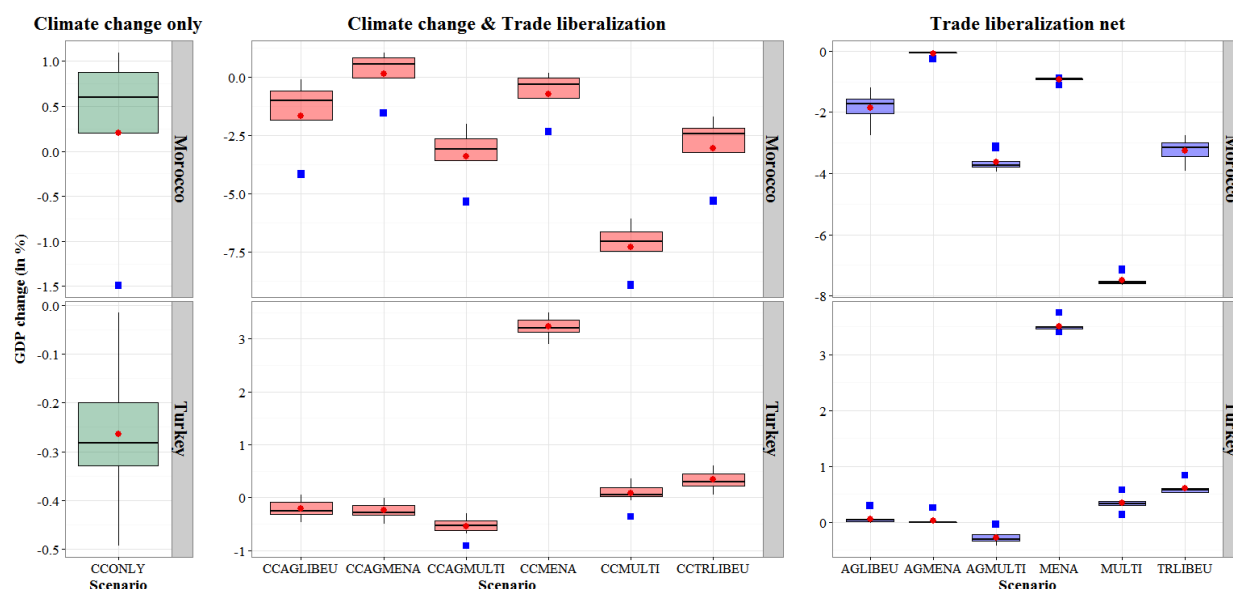 Climate change only
Climate change & Trade liberalization
Trade liberalization net
GDP change (in %)
1.0
0.5
0.0
-0.5
-1.0
-1.5
Morocco
0.0
-0.1
-0.2
-0.3
-0.4
-0.5
Turkey
CCONLY
Scenario
0.0
-2.5
-5.0
-7.5
Morocco
3
2
1
0
-1
Turkey
CCAGLIBEU CCAGMENA CCAGMULTI CCMENA CCMULTI CCTRLIBEU
Scenario
0
-2
-4
-6
-8
Morocco
3
2
1
0
Turkey
AGLIBEU AGMENA AGMULTI MENA MULTI TRLIBEU
Scenario